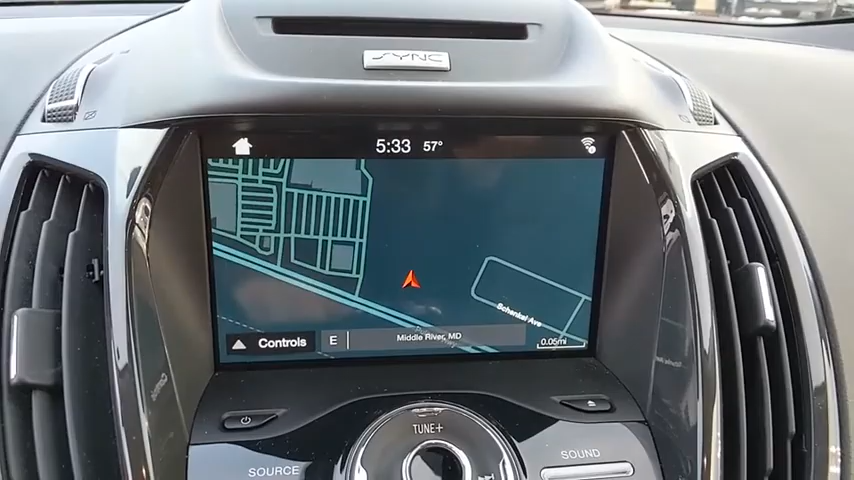 SYNC
5:33 57°
Schenkel Ave
Controls E Middle River, MD 0.05mi
TUNE+
SOURCE
SOUND